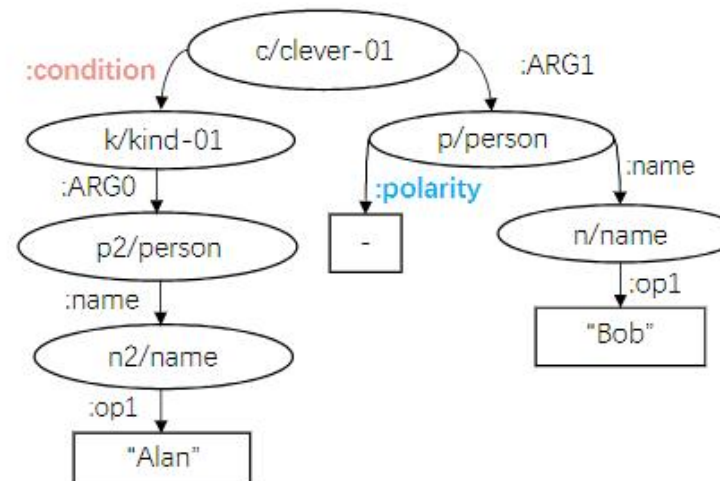 c/clever-01
:condition
:ARG1
k/kind-01
p/person
:ARG0
:polarity
:name
p2/person
-
n/name
:name
:op1
n2/name
"Bob"
:op1
"Alan"